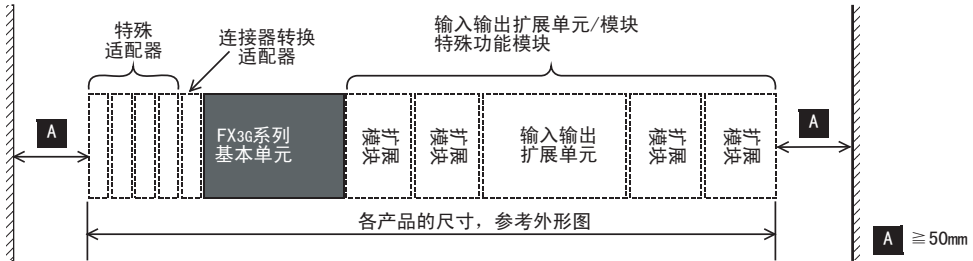 特殊
适配器
连接器转换
适配器
输入输出扩展单元/模块
特殊功能模块
A
FX3G系列
基本单元
扩展
模块
扩展
模块
输入输出
扩展单元
扩展
模块
扩展
模块
A
各产品的尺寸，参考外形图
A ≧50mm